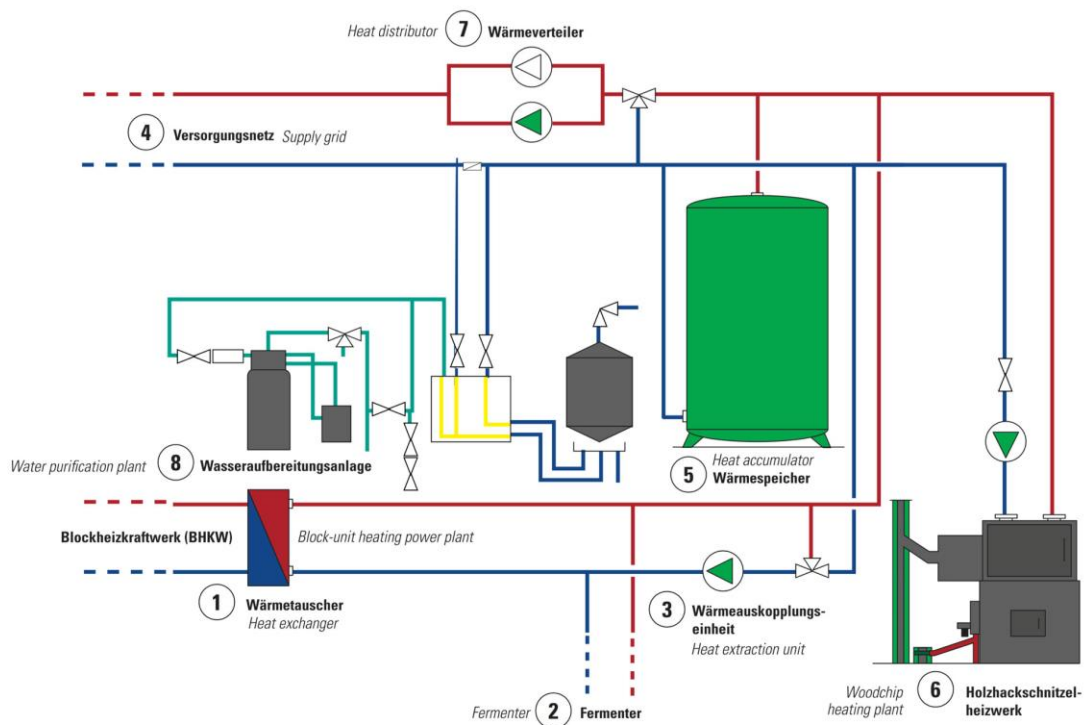 Heat distributor 7 Wärmeverteiler
4 Versorgungsnetz Supply grid
Water purification plant 8 Wasseraufbereitungsanlage
5 Heat accumulator
Wärmespeicher
Blockheizkraftwerk (BHKW) Block-unit heating power plant
1 Wärmetauscher
Heat exchanger
3 Wärmeauskopplungs-
einheit
Heat extraction unit
Fermenter 2 Fermenter
Woodchip
heating plant
6 Holzhackschnitzel-
heizwerk